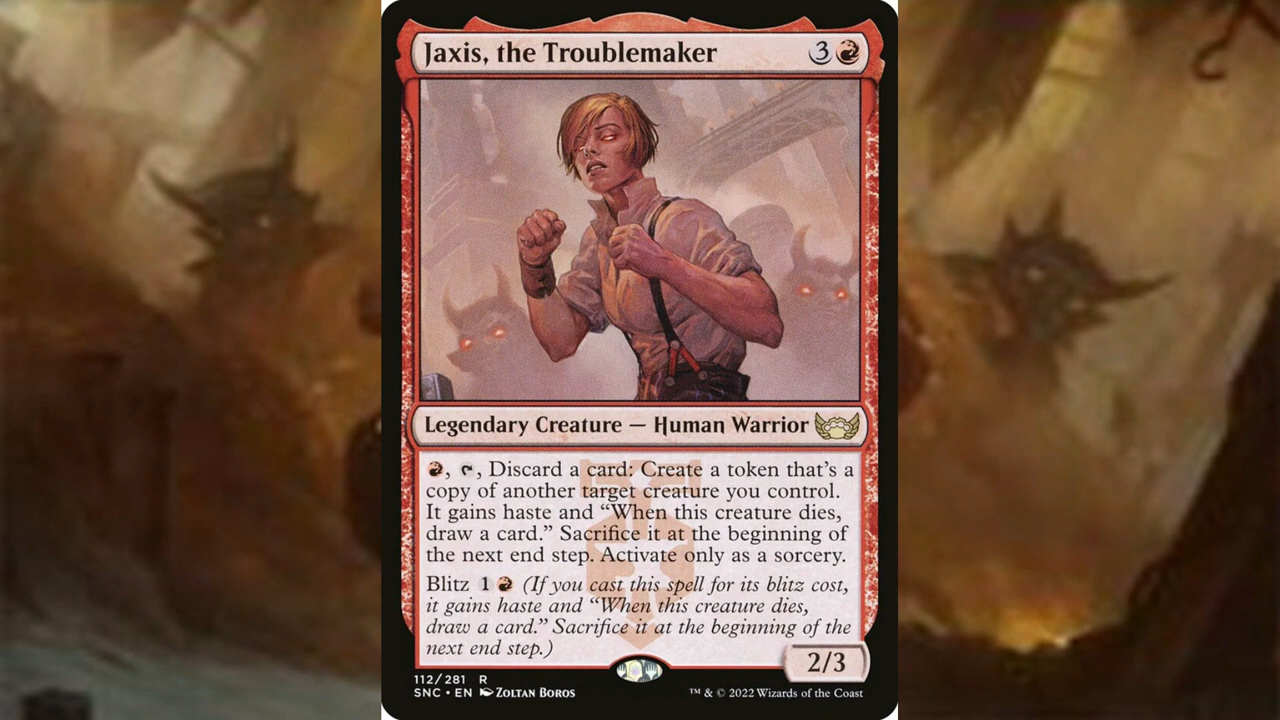 Jaxis, the Troublemaker 3
Legendary Creature — Human Warrior
, , Discard a card: Create a token that's a
copy of another target creature you control.
It gains haste and “When this creature dies,
draw a card.” Sacrifice it at the beginning of
the next end step. Activate only as a sorcery.
Blitz 1 (If you cast this spell for its blitz cost,
it gains haste and “When this creature dies,
draw a card.” Sacrifice it at the beginning of the
next end step.)
2/3
112/281 R
SNC • EN Zoltan Boros
™ & © 2022 Wizards of the Coast